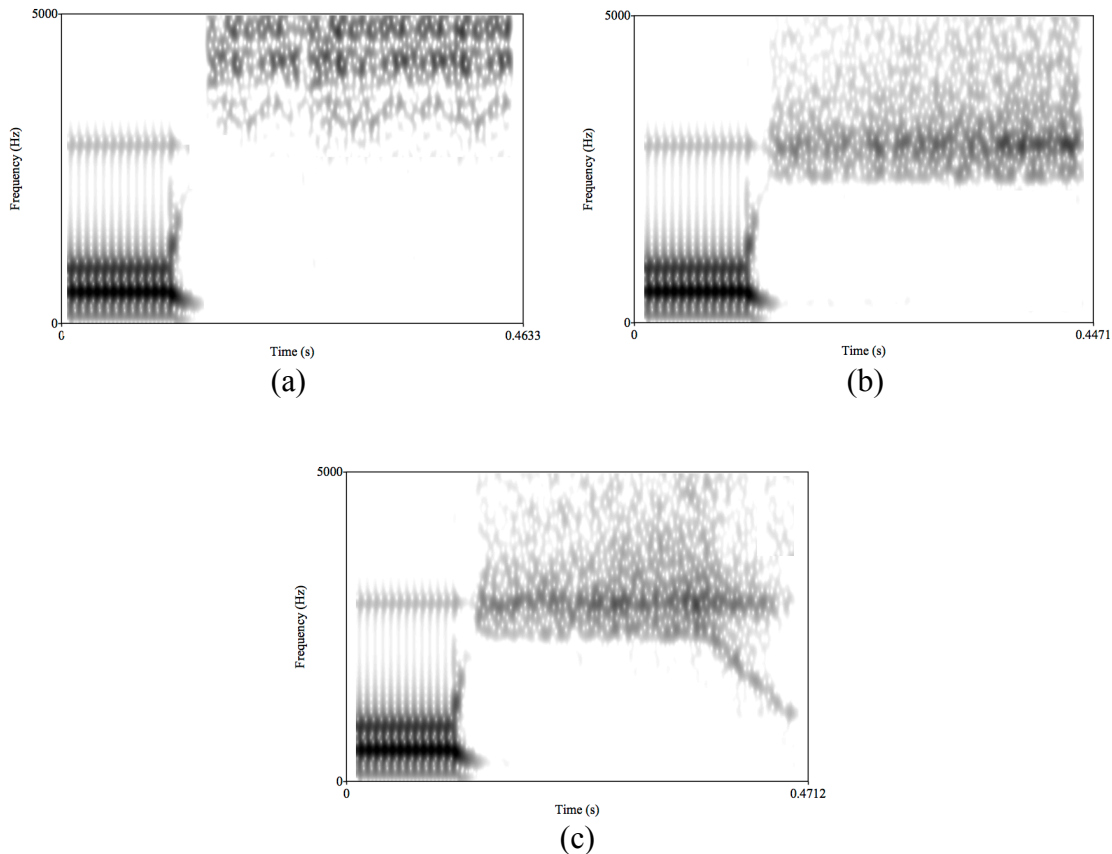 5000
Frequency (Hz)
0
0
0.4633
Time (s)
(a)
5000
Frequency (Hz)
0
0
0.4471
Time (s)
(b)
5000
Frequency (Hz)
0
0
0.4712
Time (s)
(c)